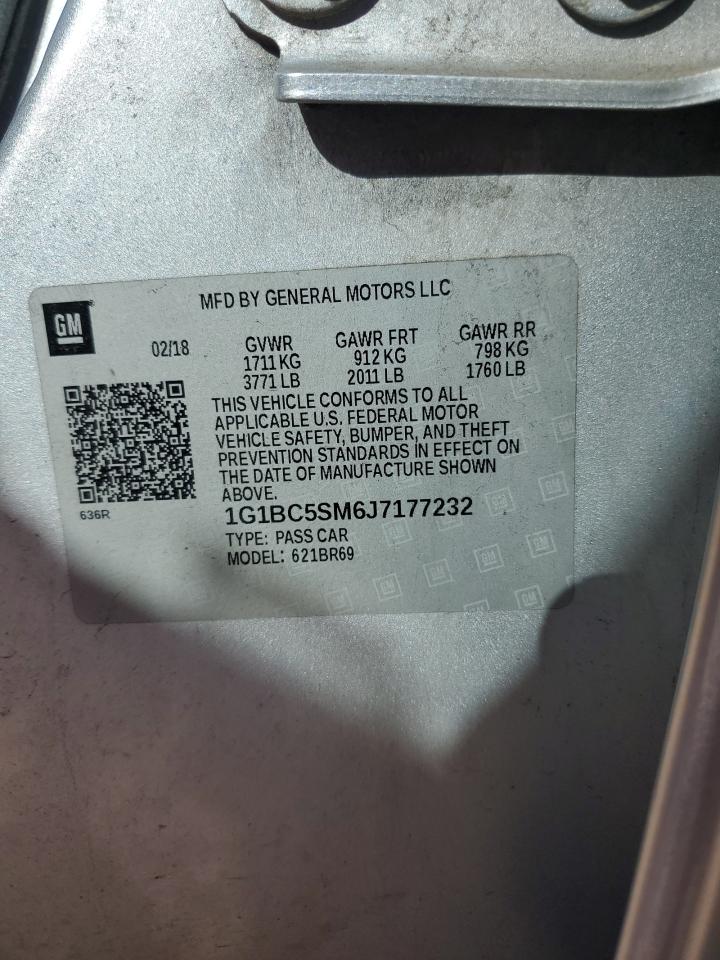 MFD BY GENERAL MOTORS LLC
GM
02/18
GVWR GAWR FRT GAWR RR
1711 KG 912 KG 798 KG
3771 LB 2011 LB 1760 LB
THIS VEHICLE CONFORMS TO ALL
APPLICABLE U.S. FEDERAL MOTOR
VEHICLE SAFETY, BUMPER, AND THEFT
PREVENTION STANDARDS IN EFFECT ON
THE DATE OF MANUFACTURE SHOWN
ABOVE.
636R
1G1BC5SM6J7177232
TYPE: PASS CAR
MODEL: 621BR69